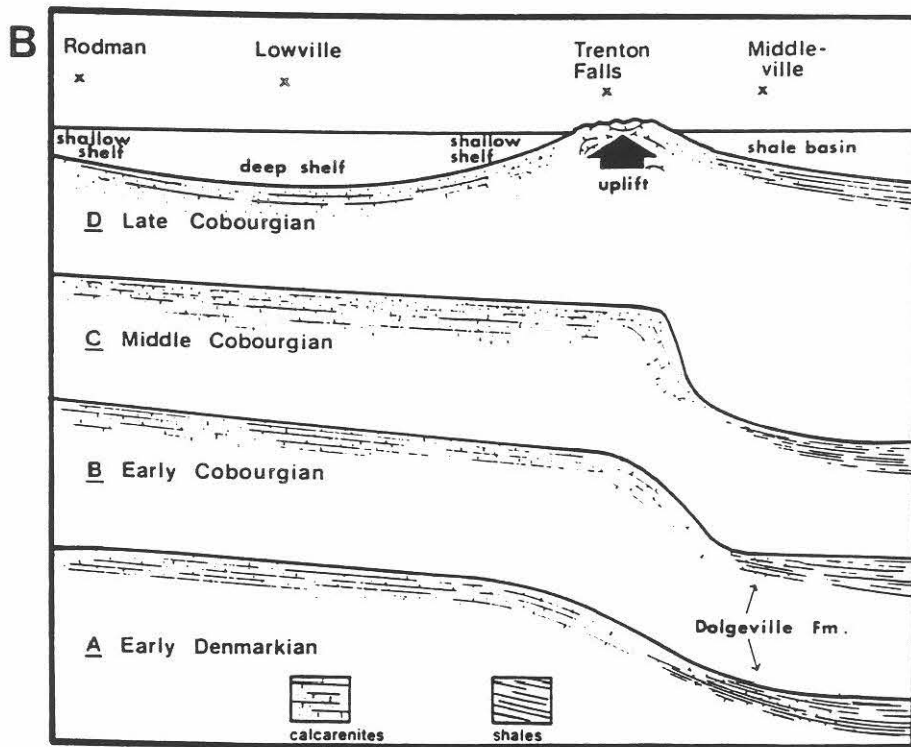 B
Rodman
Lowville
Trenton
Falls
Middle-
ville
x
x
x
x
shallow
shelf
deep shelf
shallow
shelf
uplift
shale basin
D Late Cobourgian
C Middle Cobourgian
B Early Cobourgian
Dolgeville Fm.
A Early Denmarkian
calcarenites
shales